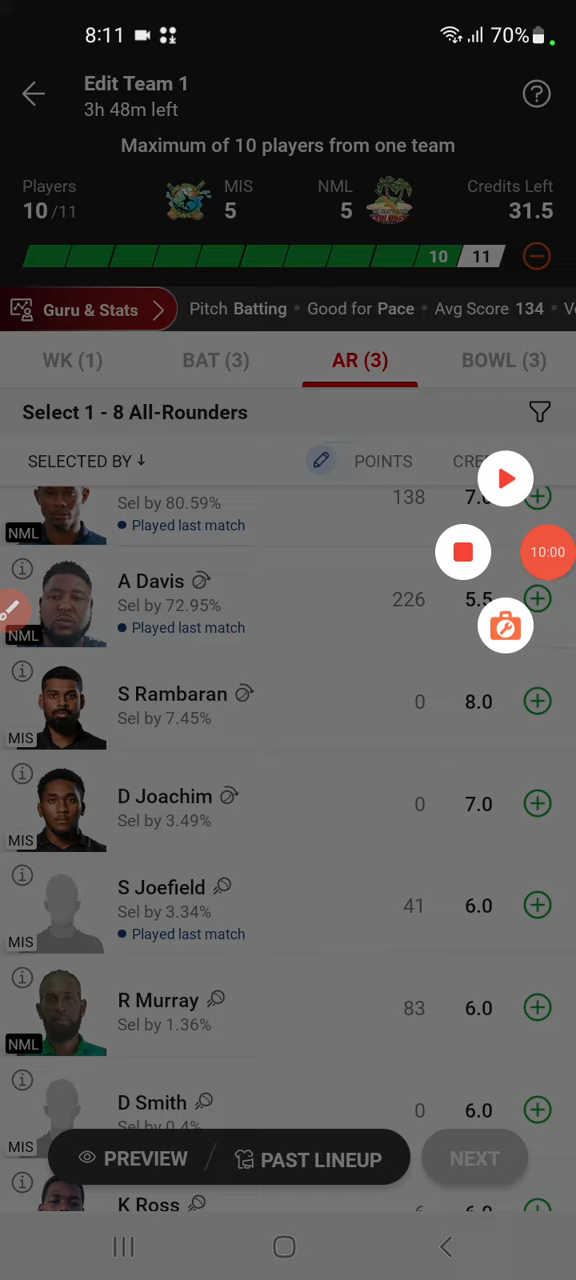 8:11 70%
Edit Team 1
3h 48m left
Maximum of 10 players from one team
Players MIS NML Credits Left
10/11 5 5 31.5
10 11
Guru & Stats Pitch Batting • Good for Pace • Avg Score 134 •
WK (1) BAT (3) AR (3) BOWL (3)
Select 1 - 8 All-Rounders
SELECTED BY ↓ POINTS
Sel by 80.59% 138
NML • Played last match
A Davis
Sel by 72.95% 226 5.5
NML • Played last match
S Rambaran
Sel by 7.45% 0 8.0
MIS
D Joachim
Sel by 3.49% 0 7.0
MIS
S Joefield
Sel by 3.34% 41 6.0
MIS • Played last match
R Murray
Sel by 1.36% 83 6.0
NML
D Smith
Sel by 0.4% 0 6.0
MIS
PREVIEW / PAST LINEUP NEXT
K Ross
10:00